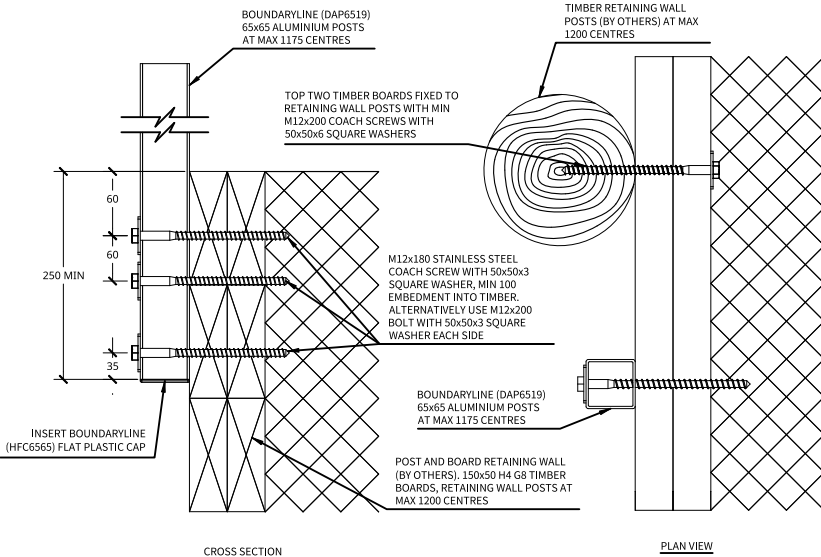 BOUNDARYLINE (DAP6519)
65x65 ALUMINIUM POSTS
AT MAX 1175 CENTRES
TIMBER RETAINING WALL
POSTS (BY OTHERS) AT MAX
1200 CENTRES
TOP TWO TIMBER BOARDS FIXED TO
RETAINING WALL POSTS WITH MIN
M12x200 COACH SCREWS WITH
50x50x6 SQUARE WASHERS
60
60
250 MIN
35
M12x180 STAINLESS STEEL
COACH SCREW WITH 50x50x3
SQUARE WASHER, MIN 100
EMBEDMENT INTO TIMBER.
ALTERNATIVELY USE M12x200
BOLT WITH 50x50x3 SQUARE
WASHER EACH SIDE
BOUNDARYLINE (DAP6519)
65x65 ALUMINIUM POSTS
AT MAX 1175 CENTRES
INSERT BOUNDARYLINE
(HFC6565) FLAT PLASTIC CAP
POST AND BOARD RETAINING WALL
(BY OTHERS). 150x50 H4 G8 TIMBER
BOARDS, RETAINING WALL POSTS AT
MAX 1200 CENTRES
CROSS SECTION
PLAN VIEW